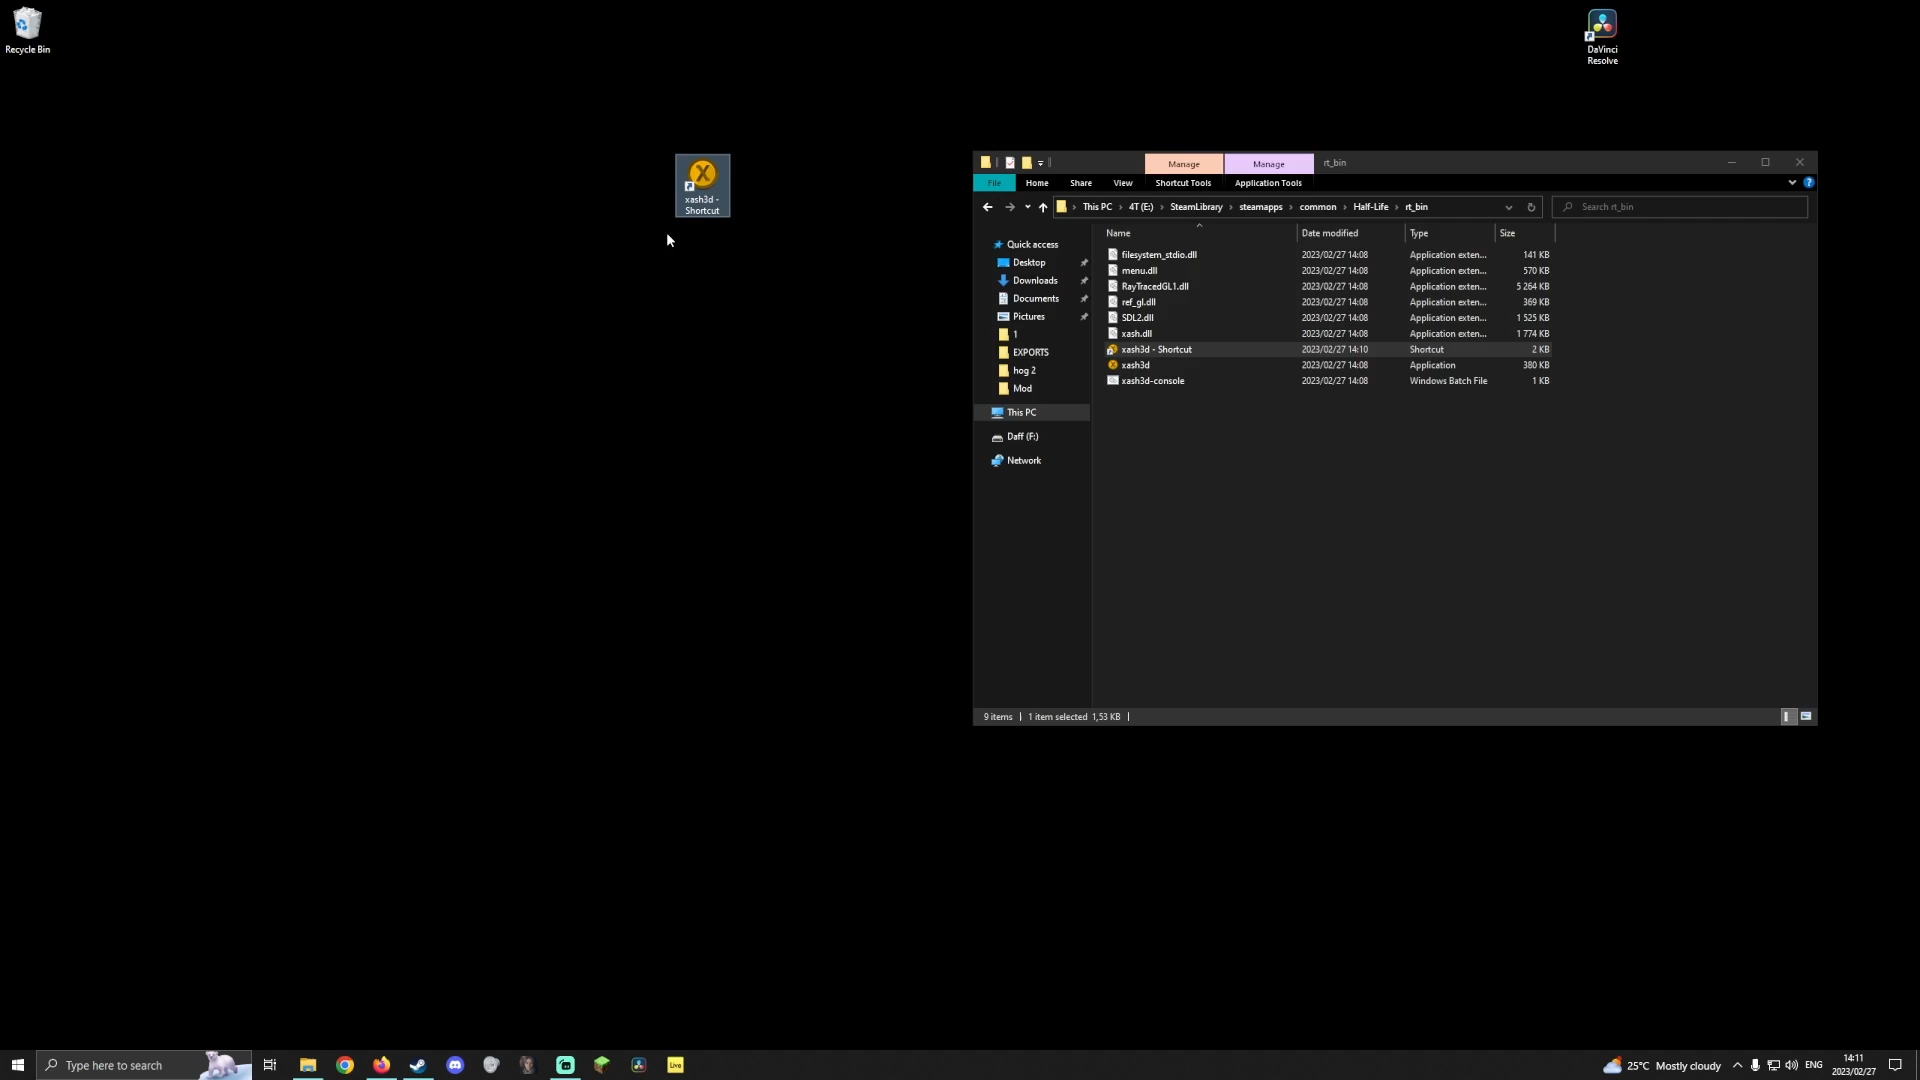 Recycle Bin
DaVinci
Resolve
xash3d -
Shortcut
Manage
Manage
rt_bin
File
Home
Share
View
Shortcut Tools
Application Tools
This PC
4T (E:)
SteamLibrary
steamapps
common
Half-Life
rt_bin
Search rt_bin
Name
Date modified
Type
Size
Quick access
Desktop
Downloads
Documents
Pictures
1
EXPORTS
hog 2
Mod
This PC
Daff (F:)
Network
filesystem_stdio.dll 2023/02/27 14:08 Application exten... 141 KB
menu.dll 2023/02/27 14:08 Application exten... 570 KB
RayTracedGL1.dll 2023/02/27 14:08 Application exten... 5 264 KB
ref_gl.dll 2023/02/27 14:08 Application exten... 369 KB
SDL2.dll 2023/02/27 14:08 Application exten... 1 525 KB
xash.dll 2023/02/27 14:08 Application exten... 1 774 KB
xash3d - Shortcut 2023/02/27 14:10 Shortcut 2 KB
xash3d 2023/02/27 14:08 Application 380 KB
xash3d-console 2023/02/27 14:08 Windows Batch File 1 KB
9 items
1 item selected 1,53 KB
Type here to search
Live
25°C Mostly cloudy
ENG
14:11
2023/02/27